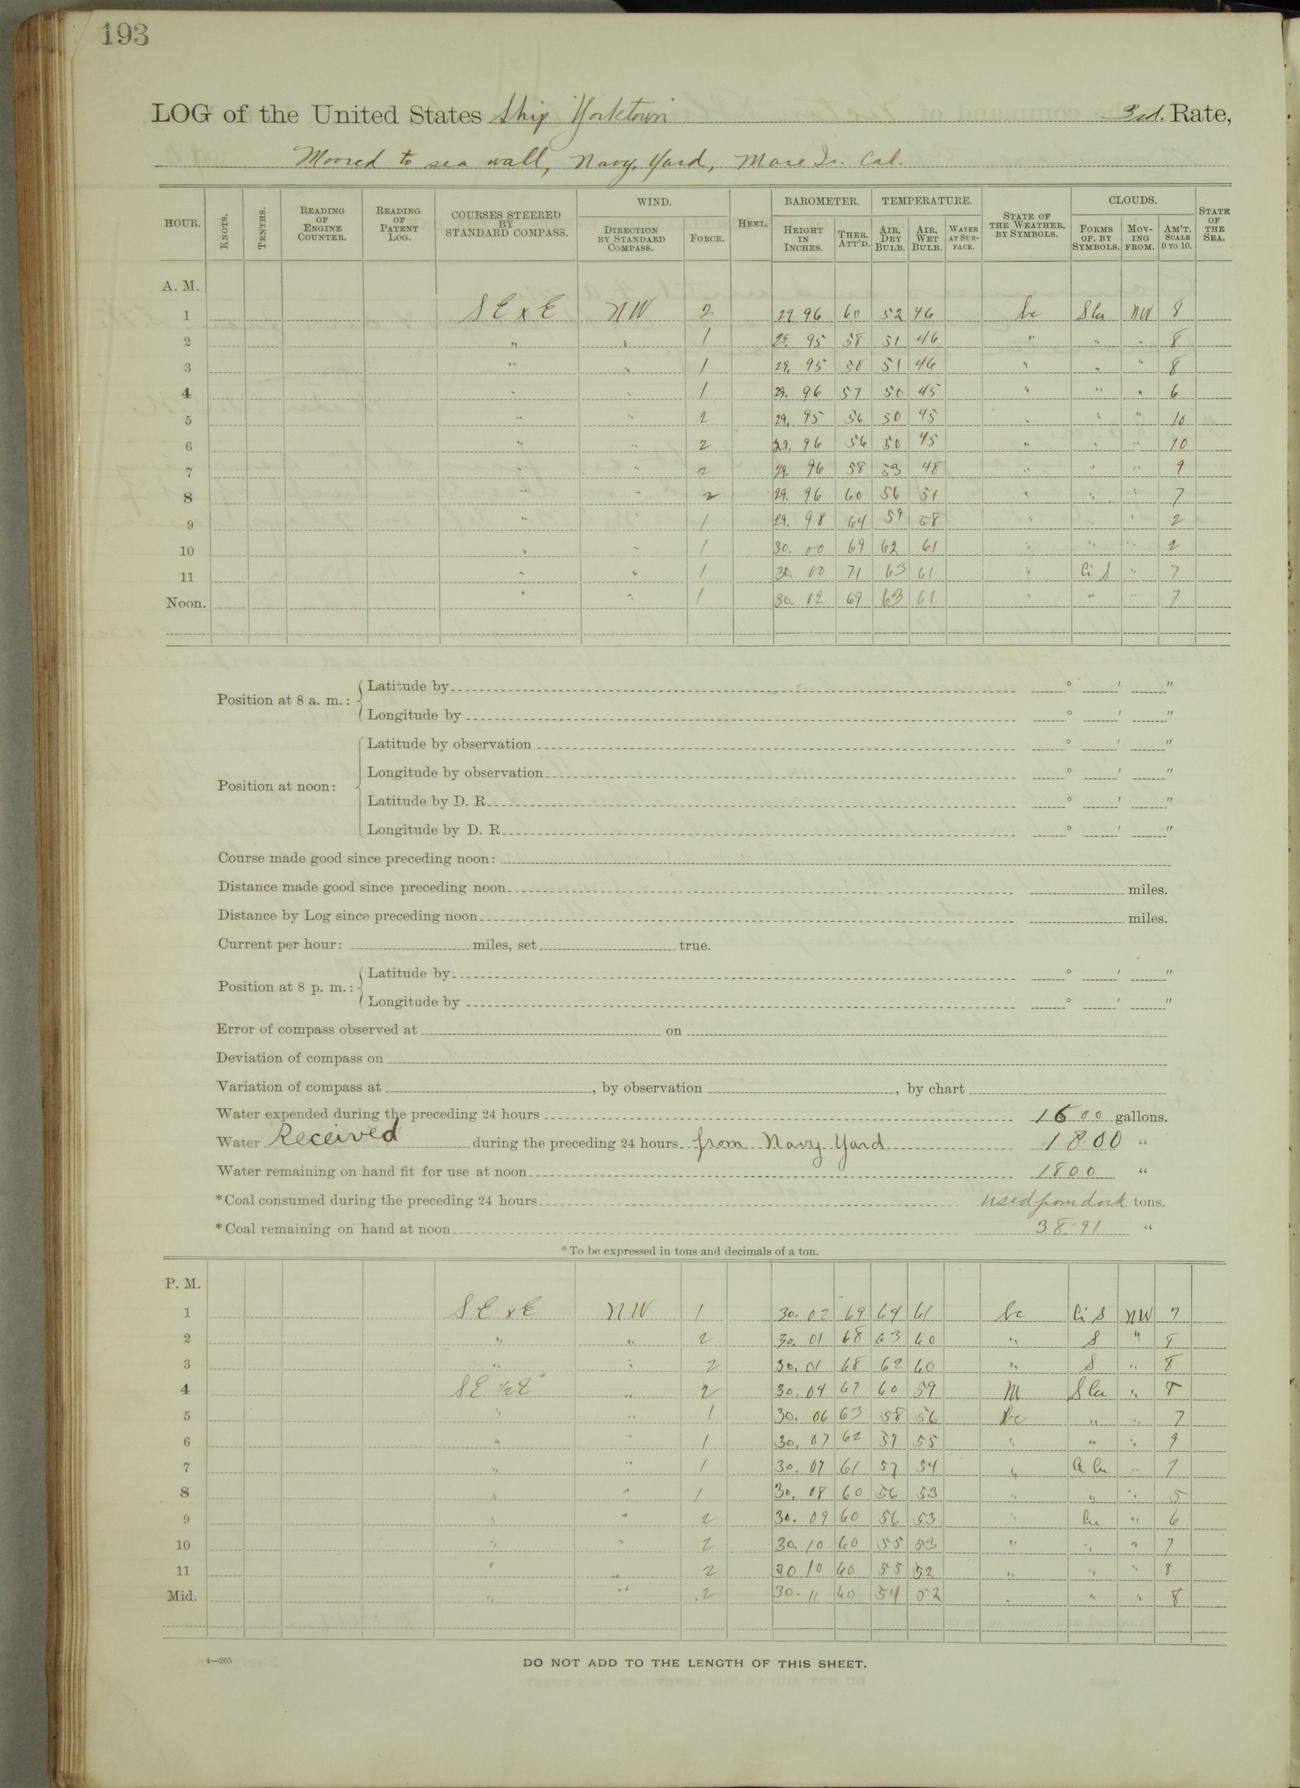 193
LOG of the United States Ship Yorktown 3rd. Rate,
Moored to sea wall, Navy Yard, Mare Is. Cal.
HOUR. KNOTS. TENTHS. READING OF ENGINE COUNTER. READING OF PATENT LOG. COURSES STEERED BY STANDARD COMPASS. WIND. DIRECTION BY STANDARD COMPASS. FORCE. HEEL. BAROMETER. HEIGHT IN INCHES. THER. ATT'D. TEMPERATURE. AIR, DRY BULB. AIR, WET BULB. WATER AT SURFACE. STATE OF THE WEATHER, BY SYMBOLS. CLOUDS. FORMS OF, BY SYMBOLS. MOVING FROM. AM'T, SCALE 0 TO 10. STATE OF THE SEA.
A. M.
1 SE x E NW 2 29 96 60 52 46 bc S Cu NW 8
2 " " 1 29. 95 58 51 46 " " " 8
3 " " 1 29. 95 58 51 46 " " " 8
4 " " 1 29. 96 57 50 45 " " " 6
5 " " 2 29. 95 56 50 45 " " " 10
6 " " 2 29. 96 56 50 45 " " " 10
7 " " 2 29. 96 58 53 48 " " " 9
8 " " 2 29. 96 60 56 51 " " " 7
9 " " 1 29. 98 64 59 58 " " " 2
10 " " 1 30. 00 69 62 61 " " " 2
11 " " 1 30. 00 71 63 61 " Ci S " 7
Noon. " " 1 30. 02 69 63 61 " " " 7
Position at 8 a. m.: Latitude by ° ' "
Longitude by ° ' "
Position at noon: Latitude by observation ° ' "
Longitude by observation ° ' "
Latitude by D. R. ° ' "
Longitude by D. R. ° ' "
Course made good since preceding noon:
Distance made good since preceding noon miles.
Distance by Log since preceding noon miles.
Current per hour: miles, set true.
Position at 8 p. m.: Latitude by ° ' "
Longitude by ° ' "
Error of compass observed at on
Deviation of compass on
Variation of compass at , by observation , by chart
Water expended during the preceding 24 hours 1600 gallons.
Water Received during the preceding 24 hours from Navy Yard 1800 "
Water remaining on hand fit for use at noon 1800 "
*Coal consumed during the preceding 24 hours used from dock tons.
*Coal remaining on hand at noon 38.91 "
*To be expressed in tons and decimals of a ton.
P. M.
1 SE x E NW 1 30. 02 69 64 61 bc Ci S NW 7
2 " " 2 30. 01 68 63 60 " S " 8
3 " " 2 30. 01 68 62 60 " S " 8
4 SE ½ E " 2 30. 04 67 60 59 M S Cu " 8
5 " " 1 30. 06 63 58 56 bc " " 7
6 " " 1 30. 07 62 57 55 " " " 9
7 " " 1 30. 07 61 57 54 " " 7
8 " " 1 30. 08 60 56 53 " " " 5
9 " " 2 30. 09 60 56 53 " Cu " 6
10 " " 2 30. 10 60 55 53 " " " 7
11 " " 2 30 10 60 55 52 " " " 8
Mid. " " 2 30. 11 60 54 52 " " " 8
4—265
DO NOT ADD TO THE LENGTH OF THIS SHEET.